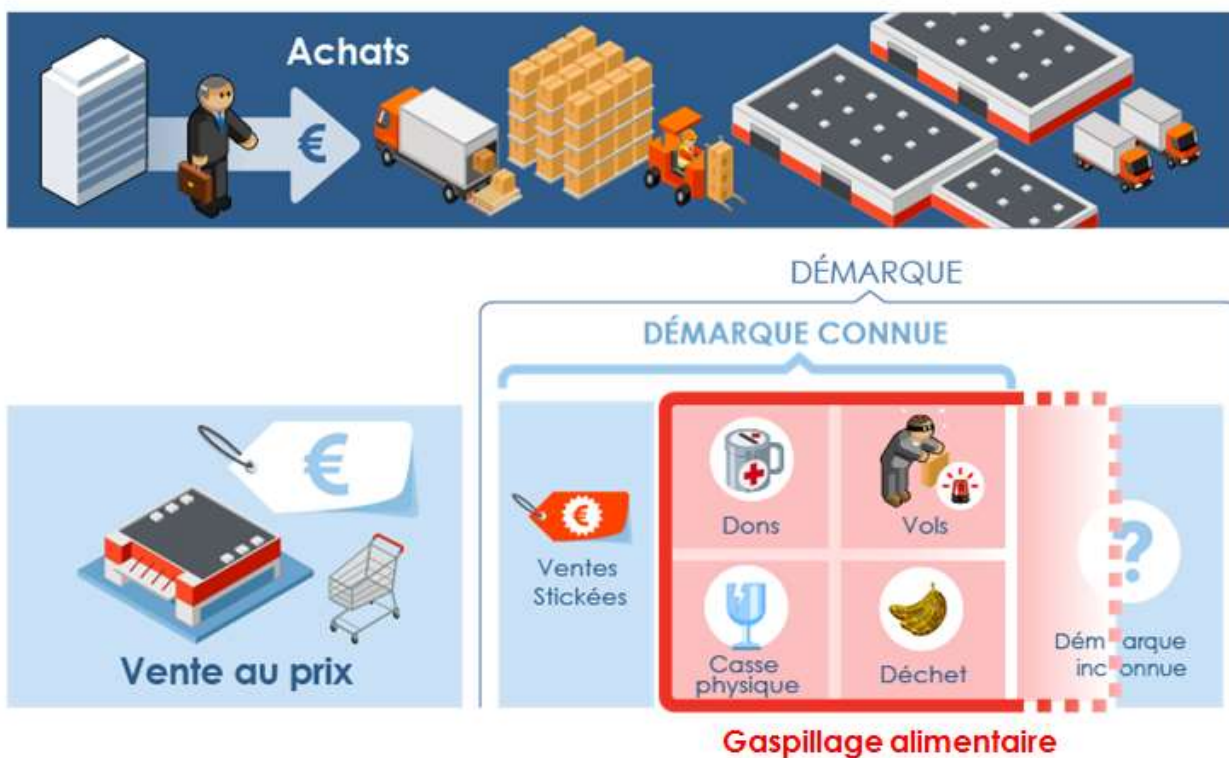 Achats
€
DÉMARQUE
DÉMARQUE CONNUE
€
Vente au prix
€
Ventes
Stickées
Dons
Vols
Casse
physique
Déchet
?
Démarque
inconnue
Gaspillage alimentaire